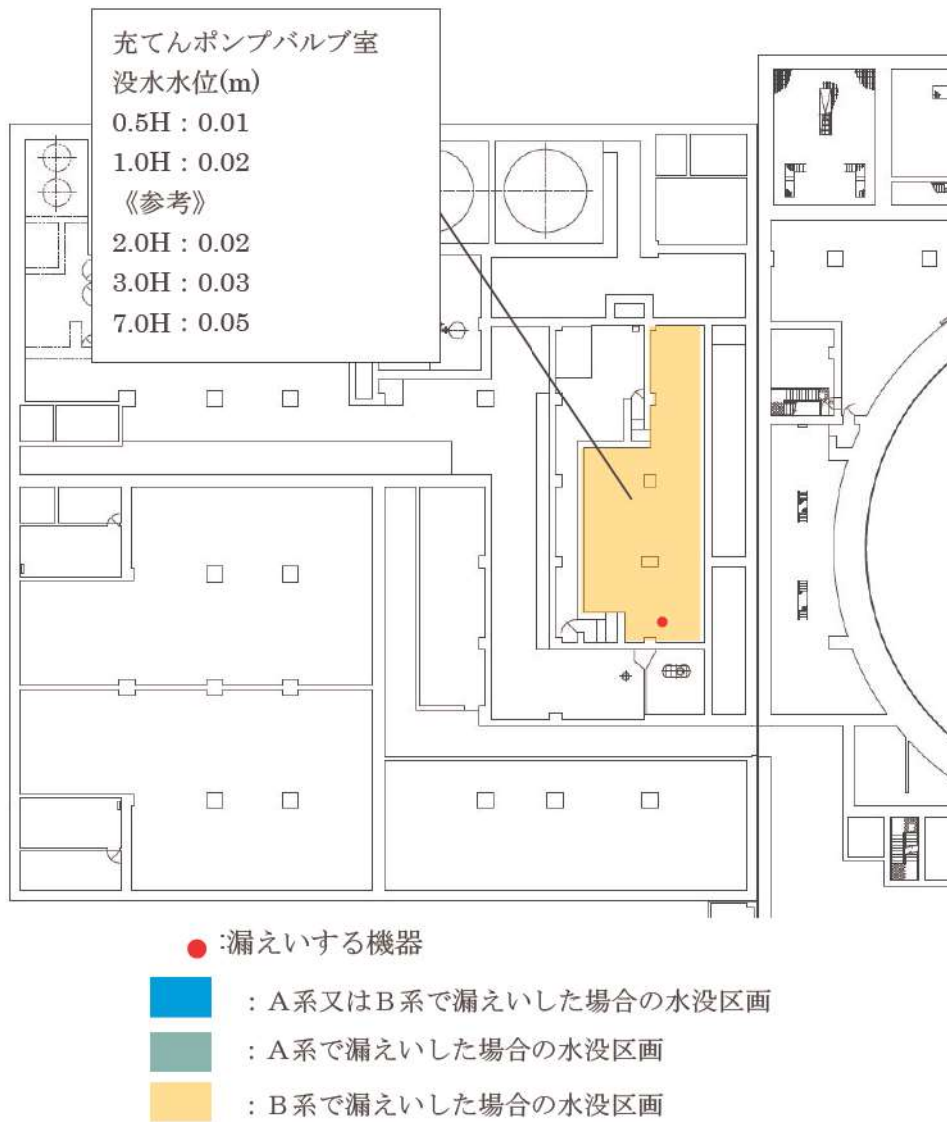 充てんポンプバルブ室
没水水位(m)
0.5H：0.01
1.0H：0.02
《参考》
2.0H：0.02
3.0H：0.03
7.0H：0.05
:漏えいする機器
：A系又はB系で漏えいした場合の水没区画
：A系で漏えいした場合の水没区画
：B系で漏えいした場合の水没区画